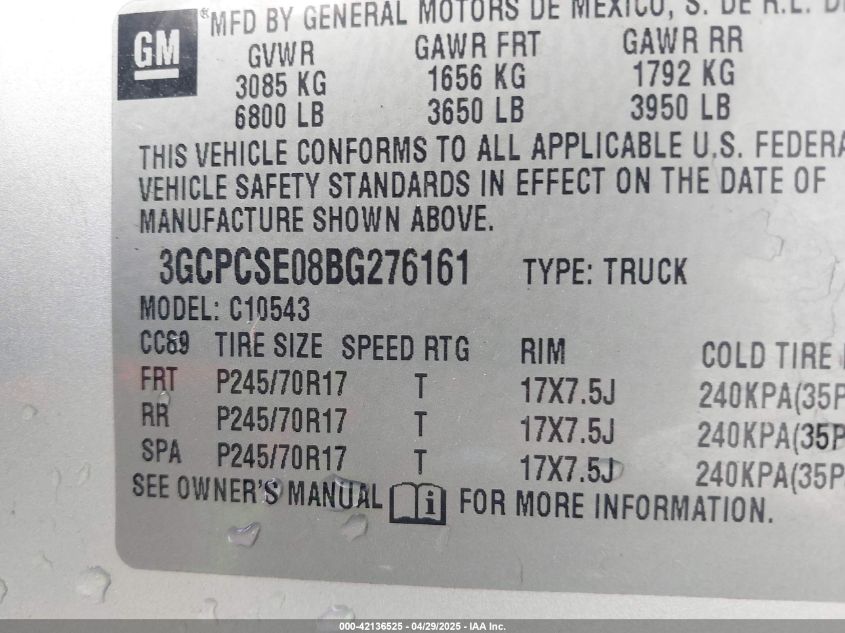 GM
® MFD BY GENERAL MOTORS DE MEXICO, S. DE R.L. DE
GVWR GAWR FRT GAWR RR
3085 KG 1656 KG 1792 KG
6800 LB 3650 LB 3950 LB
THIS VEHICLE CONFORMS TO ALL APPLICABLE U.S. FEDERA
VEHICLE SAFETY STANDARDS IN EFFECT ON THE DATE OF
MANUFACTURE SHOWN ABOVE.
3GCPCSE08BG276161 TYPE: TRUCK
MODEL: C10543
CC69 TIRE SIZE SPEED RTG RIM COLD TIRE
FRT P245/70R17 T 17X7.5J 240KPA(35P
RR P245/70R17 T 17X7.5J 240KPA(35P
SPA P245/70R17 T 17X7.5J 240KPA(35P
SEE OWNER'S MANUAL i FOR MORE INFORMATION.
000-42136525 - 04/29/2025 - IAA Inc.